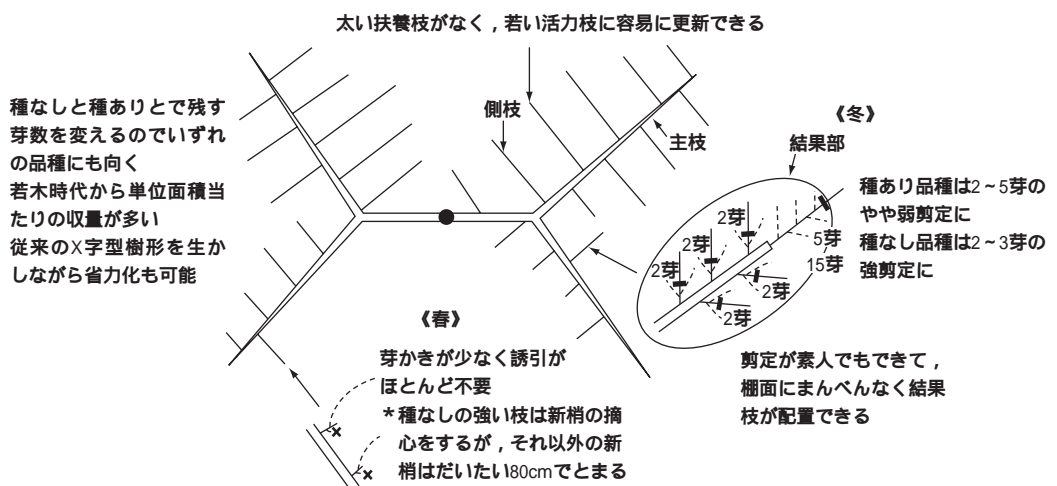 太い扶養枝がなく，若い活力枝に容易に更新できる
種なしと種ありとで残す
芽数を変えるのでいずれ
の品種にも向く
若木時代から単位面積当
たりの収量が多い
従来のX字型樹形を生か
しながら省力化も可能
側枝
主枝
《冬》
結果部
種あり品種は2～5芽の
やや弱剪定に
種なし品種は2～3芽の
強剪定に
2芽
2芽
2芽
5芽
15芽
2芽
2芽
剪定が素人でもできて，
棚面にまんべんなく結果
枝が配置できる
《春》
芽かきが少なく誘引が
ほとんど不要
*種なしの強い枝は新梢の摘
心をするが，それ以外の新
梢はだいたい80cmでとまる